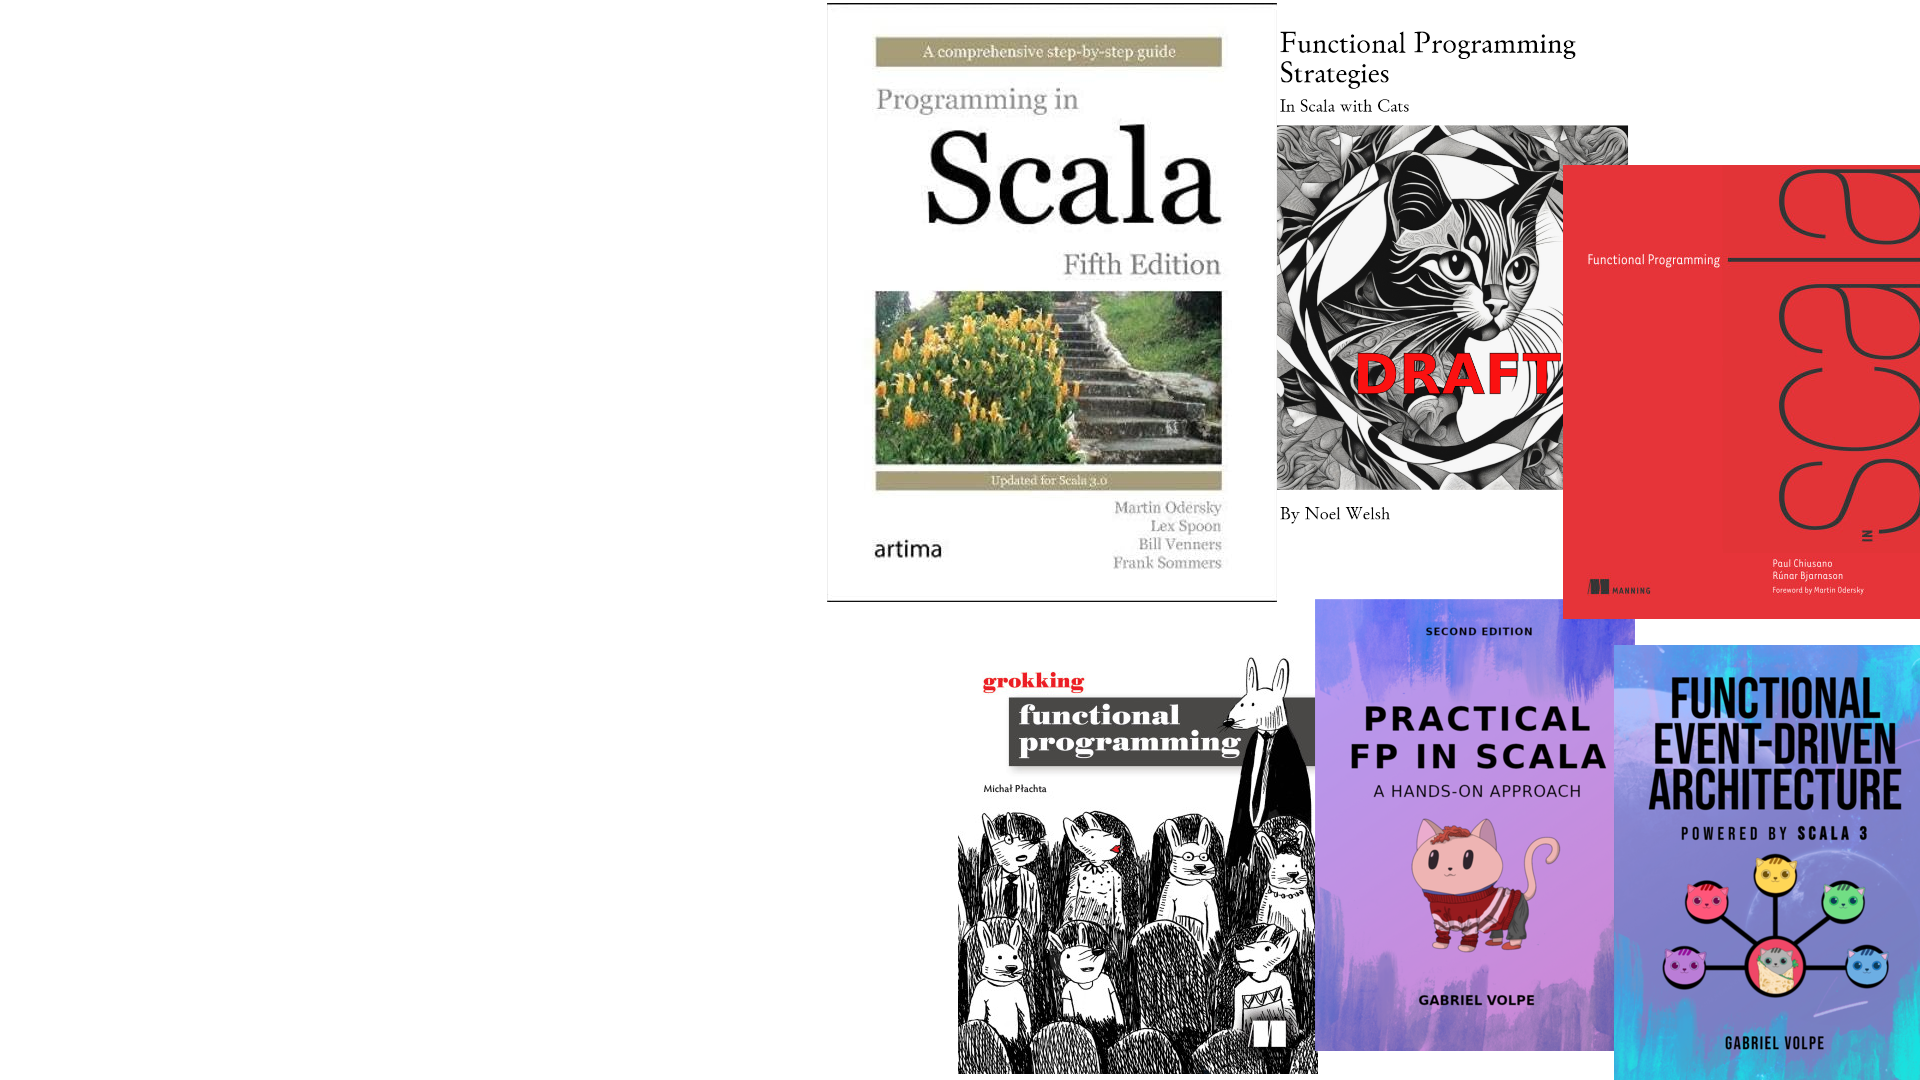 A comprehensive step-by-step guide
Programming in
Scala
Fifth Edition
Updated for Scala 3.0
Martin Odersky
Lex Spoon
Bill Venners
Frank Sommers
artima
Functional Programming
Strategies
In Scala with Cats
DRAFT
By Noel Welsh
Functional Programming
IN
Scala
Paul Chiusano
Rúnar Bjarnason
Foreword by Martin Odersky
MANNING
grokking
functional
programming
Michał Płachta
SECOND EDITION
PRACTICAL
FP IN SCALA
A HANDS-ON APPROACH
GABRIEL VOLPE
FUNCTIONAL
EVENT-DRIVEN
ARCHITECTURE
POWERED BY SCALA 3
GABRIEL VOLPE